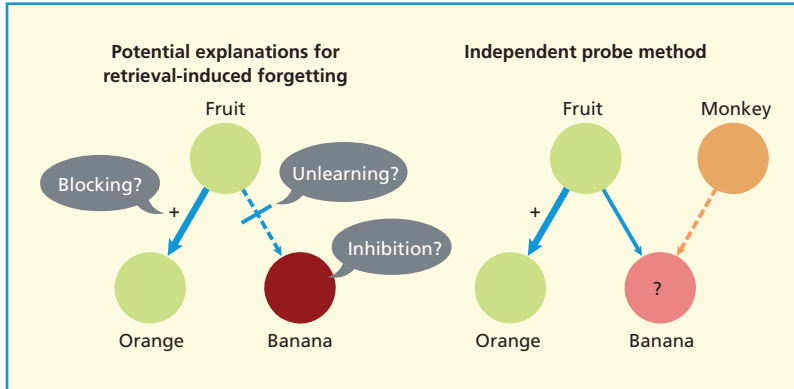 Potential explanations for
retrieval-induced forgetting
Fruit
Blocking?
+
Unlearning?
Inhibition?
Orange
Banana
Independent probe method
Fruit
Monkey
+
?
Orange
Banana